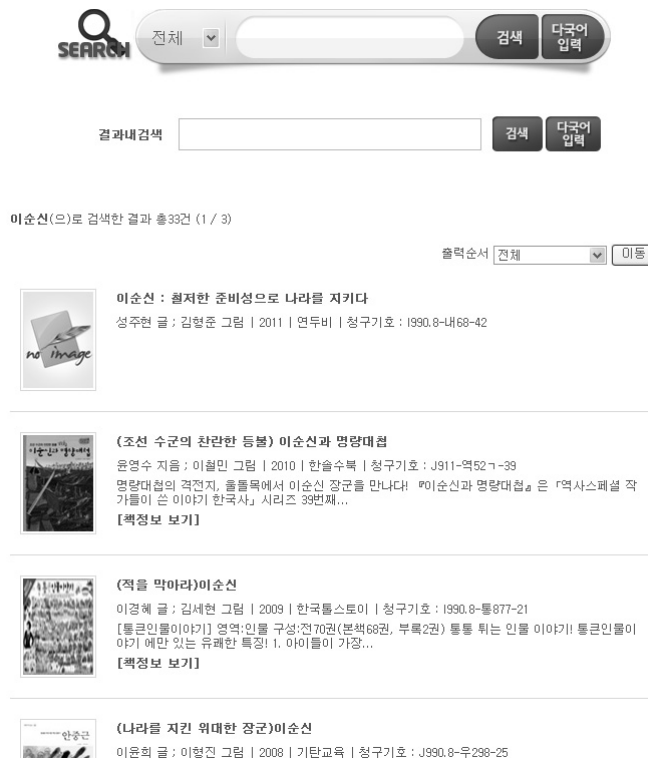 SEARCH 전체 검색 다국어 입력
결과내검색 검색 다국어 입력
이순신(으)로 검색한 결과 총33건 (1 / 3)
출력순서 전체 이동
no image
이순신 : 철저한 준비성으로 나라를 지키다
성주현 글 ; 김형준 그림 | 2011 | 연두비 | 청구기호 : I990.8-내68-42
(조선 수군의 찬란한 등불) 이순신과 명량대첩
이순신과 명량대첩
윤영수 지음 ; 이철민 그림 | 2010 | 한솔수북 | 청구기호 : J911-역52ㄱ-39
명량대첩의 격전지, 울돌목에서 이순신 장군을 만나다! 『이순신과 명량대첩』은 「역사스페셜 작
가들이 쓴 이야기 한국사」 시리즈 39번째...
[책정보 보기]
(적을 막아라)이순신
이경혜 글 ; 김세현 그림 | 2009 | 한국톨스토이 | 청구기호 : I990.8-통877-21
[통큰인물이야기] 영역:인물 구성:전70권(본책68권, 부록2권) 통통 튀는 인물 이야기! 통큰인물이
야기 에만 있는 유쾌한 특징! 1. 아이들이 가장...
[책정보 보기]
(나라를 지킨 위대한 장군)이순신
안중근
이윤희 글 ; 이형진 그림 | 2008 | 기탄교육 | 청구기호 : J990.8-우298-25